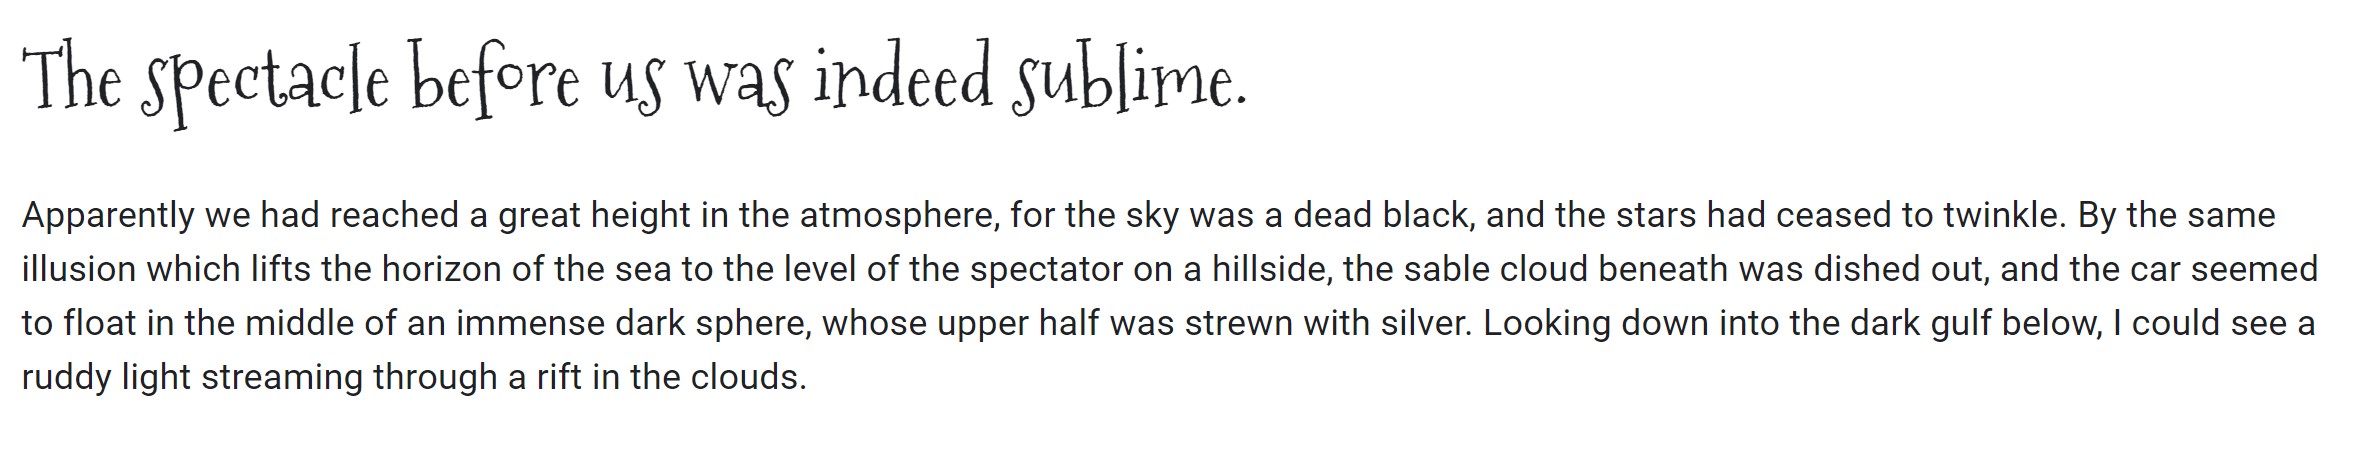 The spectacle before us was indeed sublime.
Apparently we had reached a great height in the atmosphere, for the sky was a dead black, and the stars had ceased to twinkle. By the same
illusion which lifts the horizon of the sea to the level of the spectator on a hillside, the sable cloud beneath was dished out, and the car seemed
to float in the middle of an immense dark sphere, whose upper half was strewn with silver. Looking down into the dark gulf below, I could see a
ruddy light streaming through a rift in the clouds.